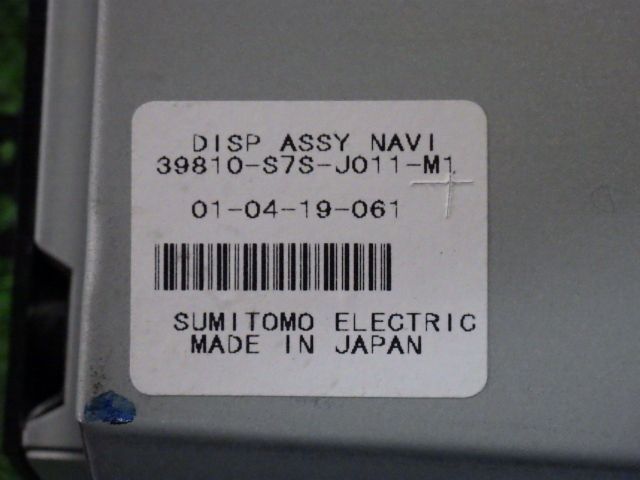 DISP ASSY NAVI
39810-S7S-J011-M1
01-04-19-061
SUMITOMO ELECTRIC
MADE IN JAPAN